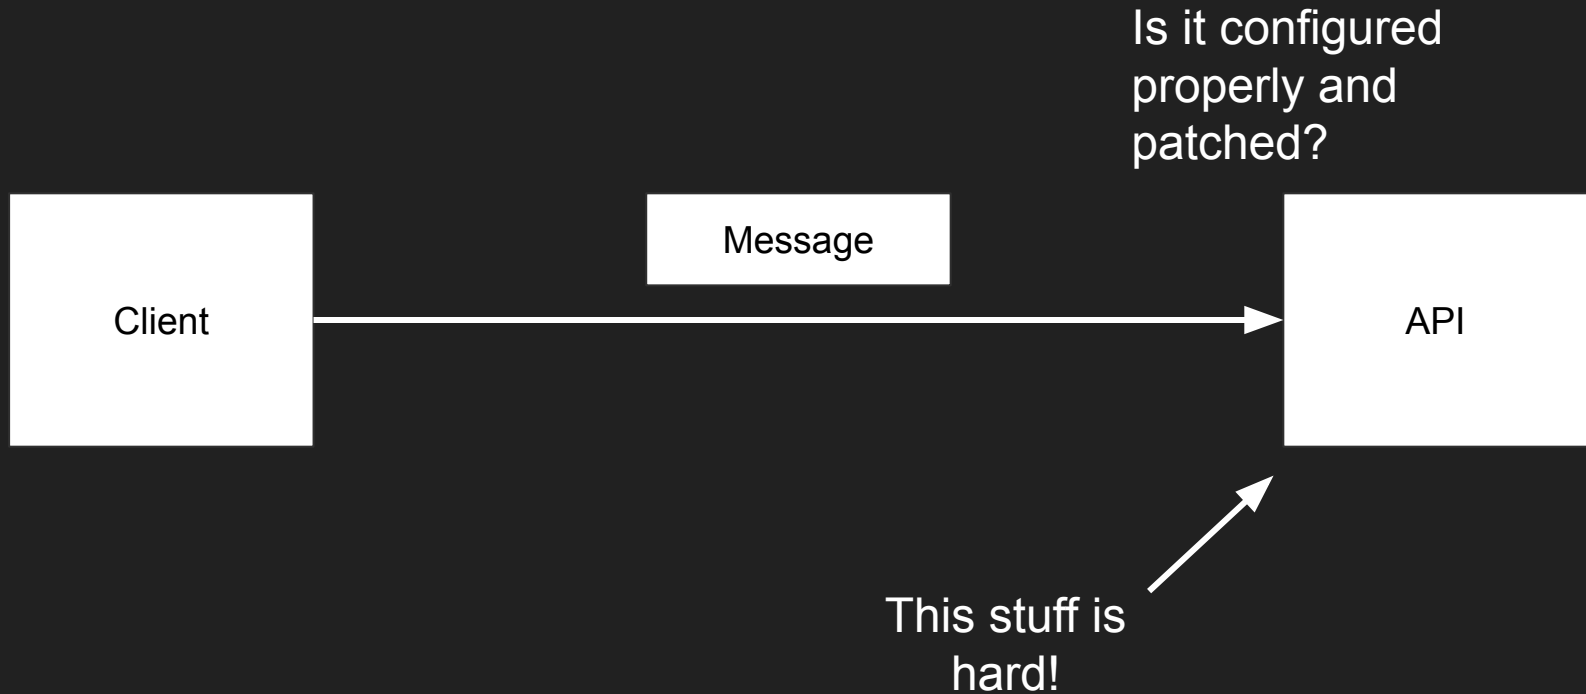 Is it configured
properly and
patched?
Message
Client
API
This stuff is
hard!